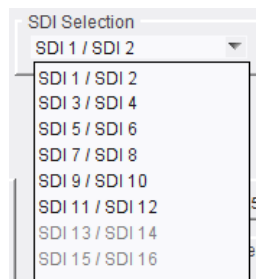 SDI Selection
SDI 1 / SDI 2
SDI 1 / SDI 2
SDI 3 / SDI 4
SDI 5 / SDI 6
SDI 7 / SDI 8
SDI 9 / SDI 10
SDI 11 / SDI 12
SDI 13 / SDI 14
SDI 15 / SDI 16